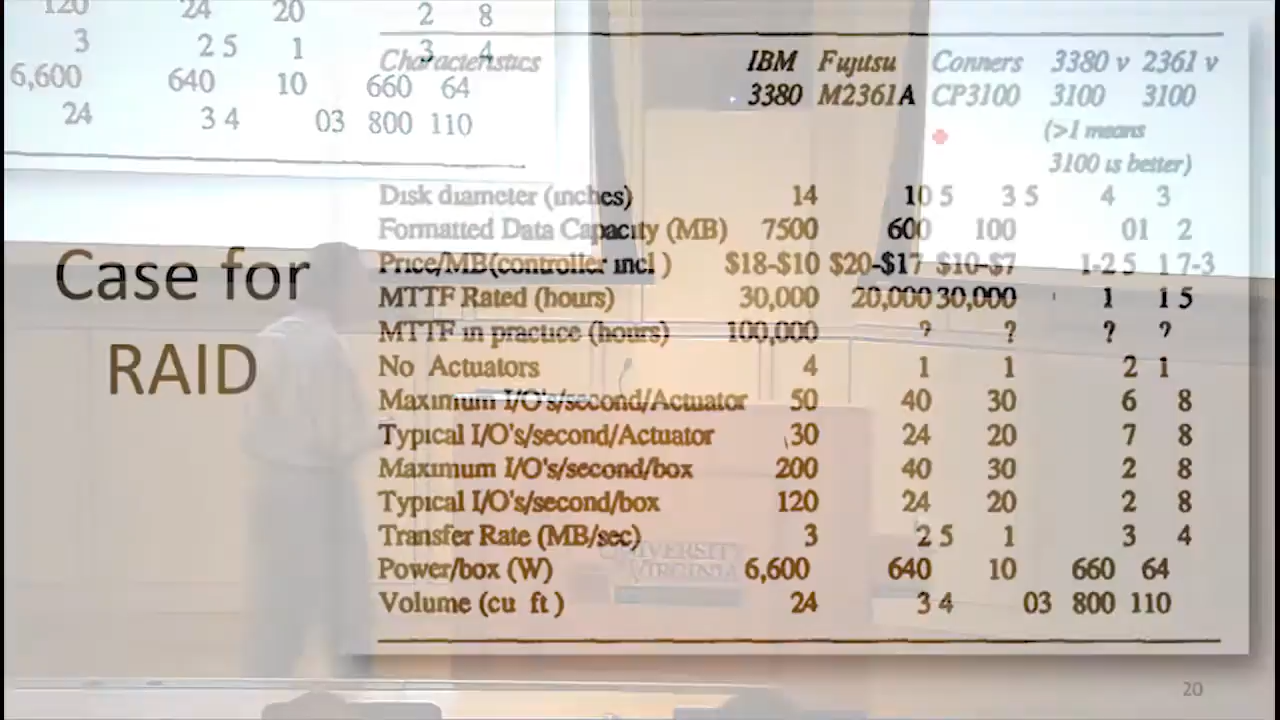 120 24 20 2 8
3 2 5 1 3 4
6,600 640 10 660 64
24 3 4 03 800 110
Case for
RAID
Characteristics IBM Fujitsu Conners 3380 v 2361 v
3380 M2361A CP3100 3100 3100
(>1 means
3100 is better)
Disk diameter (inches) 14 10 5 3 5 4 3
Formatted Data Capacity (MB) 7500 600 100 01 2
Price/MB(controller incl ) $18-$10 $20-$17 $10-$7 1-2 5 1 7-3
MTTF Rated (hours) 30,000 20,000 30,000 1 1 5
MTTF in practice (hours) 100,000 ? ? ? ?
No Actuators 4 1 1 2 1
Maximum I/O's/second/Actuator 50 40 30 6 8
Typical I/O's/second/Actuator 30 24 20 7 8
Maximum I/O's/second/box 200 40 30 2 8
Typical I/O's/second/box 120 24 20 2 8
Transfer Rate (MB/sec) 3 2 5 1 3 4
Power/box (W) 6,600 640 10 660 64
Volume (cu ft ) 24 3 4 03 800 110
UNIVERSITY
VIRGINIA
20